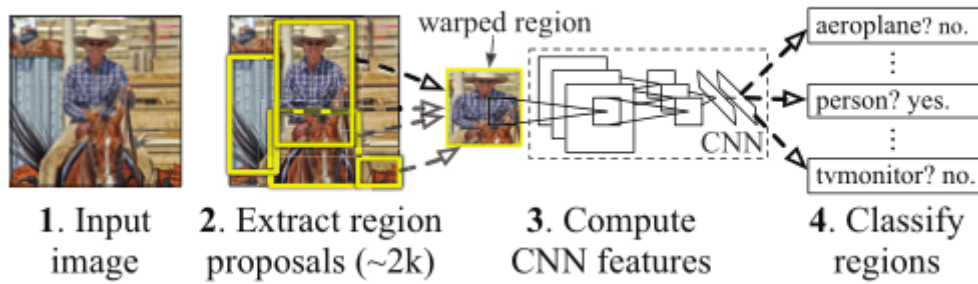 warped region
aeroplane? no.
person? yes.
CNN
tvmonitor? no.
1. Input
image
2. Extract region
proposals (~2k)
3. Compute
CNN features
4. Classify
regions